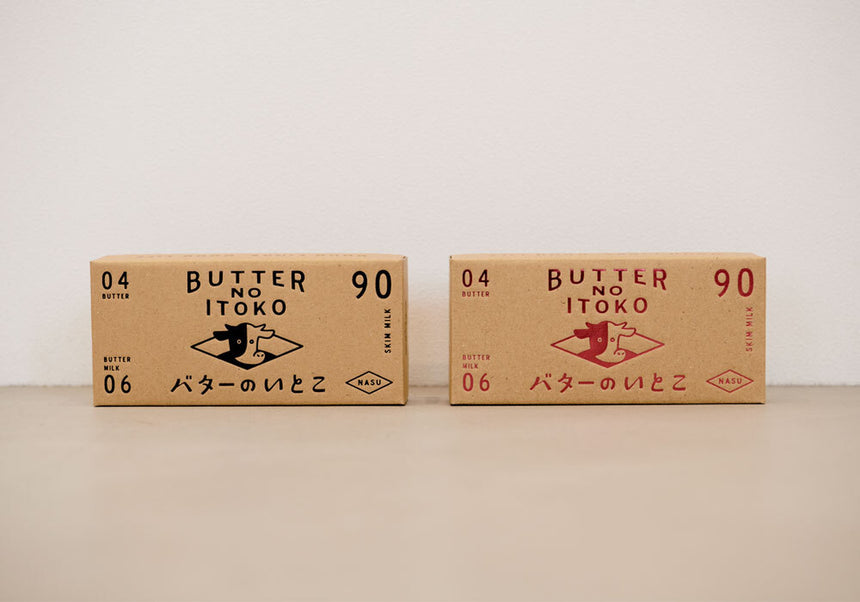 04
BUTTER
BUTTER
NO
ITOKO
90
SKIM MILK
BUTTER
MILK
06
バターのいとこ
NASU
04
BUTTER
BUTTER
NO
ITOKO
90
SKIM MILK
BUTTER
MILK
06
バターのいとこ
NASU